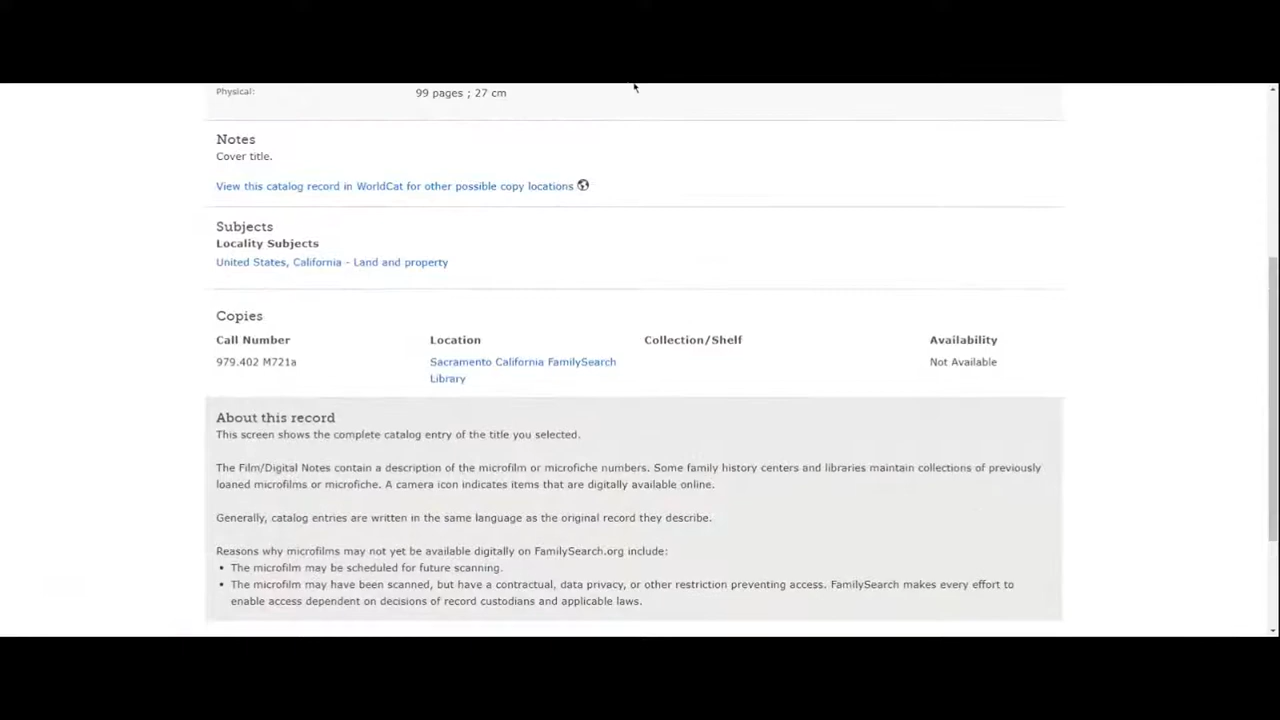 Physical: 99 pages ; 27 cm
Notes
Cover title.
View this catalog record in WorldCat for other possible copy locations
Subjects
Locality Subjects
United States, California - Land and property
Copies
Call Number Location Collection/Shelf Availability
979.402 M721a Sacramento California FamilySearch Not Available
Library
About this record
This screen shows the complete catalog entry of the title you selected.
The Film/Digital Notes contain a description of the microfilm or microfiche numbers. Some family history centers and libraries maintain collections of previously
loaned microfilms or microfiche. A camera icon indicates items that are digitally available online.
Generally, catalog entries are written in the same language as the original record they describe.
Reasons why microfilms may not yet be available digitally on FamilySearch.org include:
• The microfilm may be scheduled for future scanning.
• The microfilm may have been scanned, but have a contractual, data privacy, or other restriction preventing access. FamilySearch makes every effort to
enable access dependent on decisions of record custodians and applicable laws.